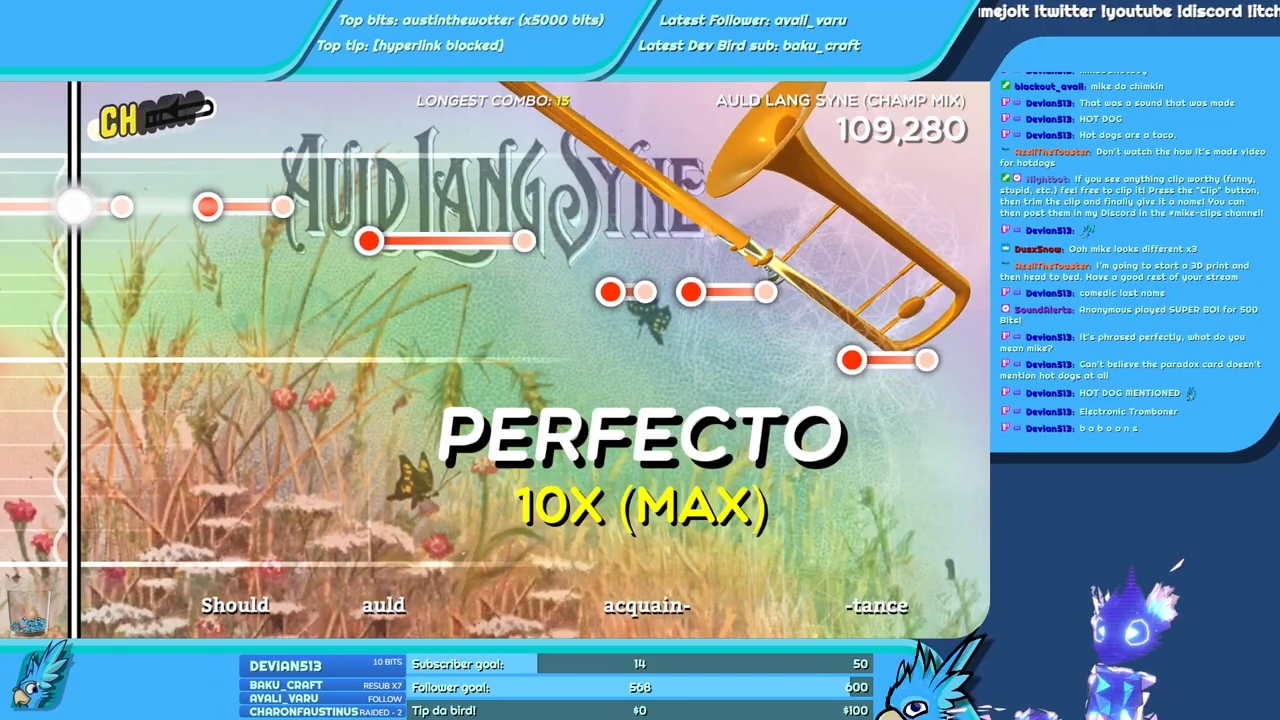 Top bits: austinthewotter (x5000 bits)
Top tip: [hyperlink blocked]
Latest Follower: avali_varu
Latest Dev Bird sub: baku_craft
mejolt !twitter !youtube !discord !itch
CH
LONGEST COMBO: 13
AULD LANG SYNE (CHAMP MIX)
109,280
AULD LANG SYNE
PERFECTO
10X (MAX)
Should auld acquain- -tance
blackout_avali: mike da chimkin
Devian513: That was a sound that was made
Devian513: HOT DOG
Devian513: Hot dogs are a taco.
AzellTheToaster: Don't watch the how it's made video
for hotdogs
Nightbot: If you see anything clip worthy (funny,
stupid, etc.) feel free to clip it! Press the "Clip" button,
then trim the clip and finally give it a name! You can
then post them in my Discord in the #mike-clips channel!
Devian513:
DusxSnow: Ooh mike looks different x3
AzellTheToaster: I'm going to start a 3D print and
then head to bed. Have a good rest of your stream
Devian513: comedic last name
SoundAlerts: Anonymous played SUPER BOI for 500
Bits!
Devian513: It's phrased perfectly, what do you
mean mike?
Devian513: Can't believe the paradox card doesn't
mention hot dogs at all
Devian513: HOT DOG MENTIONED
Devian513: Electronic Tromboner
Devian513: b a b o o n s
DEVIAN513 10 BITS
BAKU_CRAFT RESUB X7
AVALI_VARU FOLLOW
CHARONFAUSTINUS RAIDED - 2
Subscriber goal: 14 50
Follower goal: 568 600
Tip da bird! $0 $100